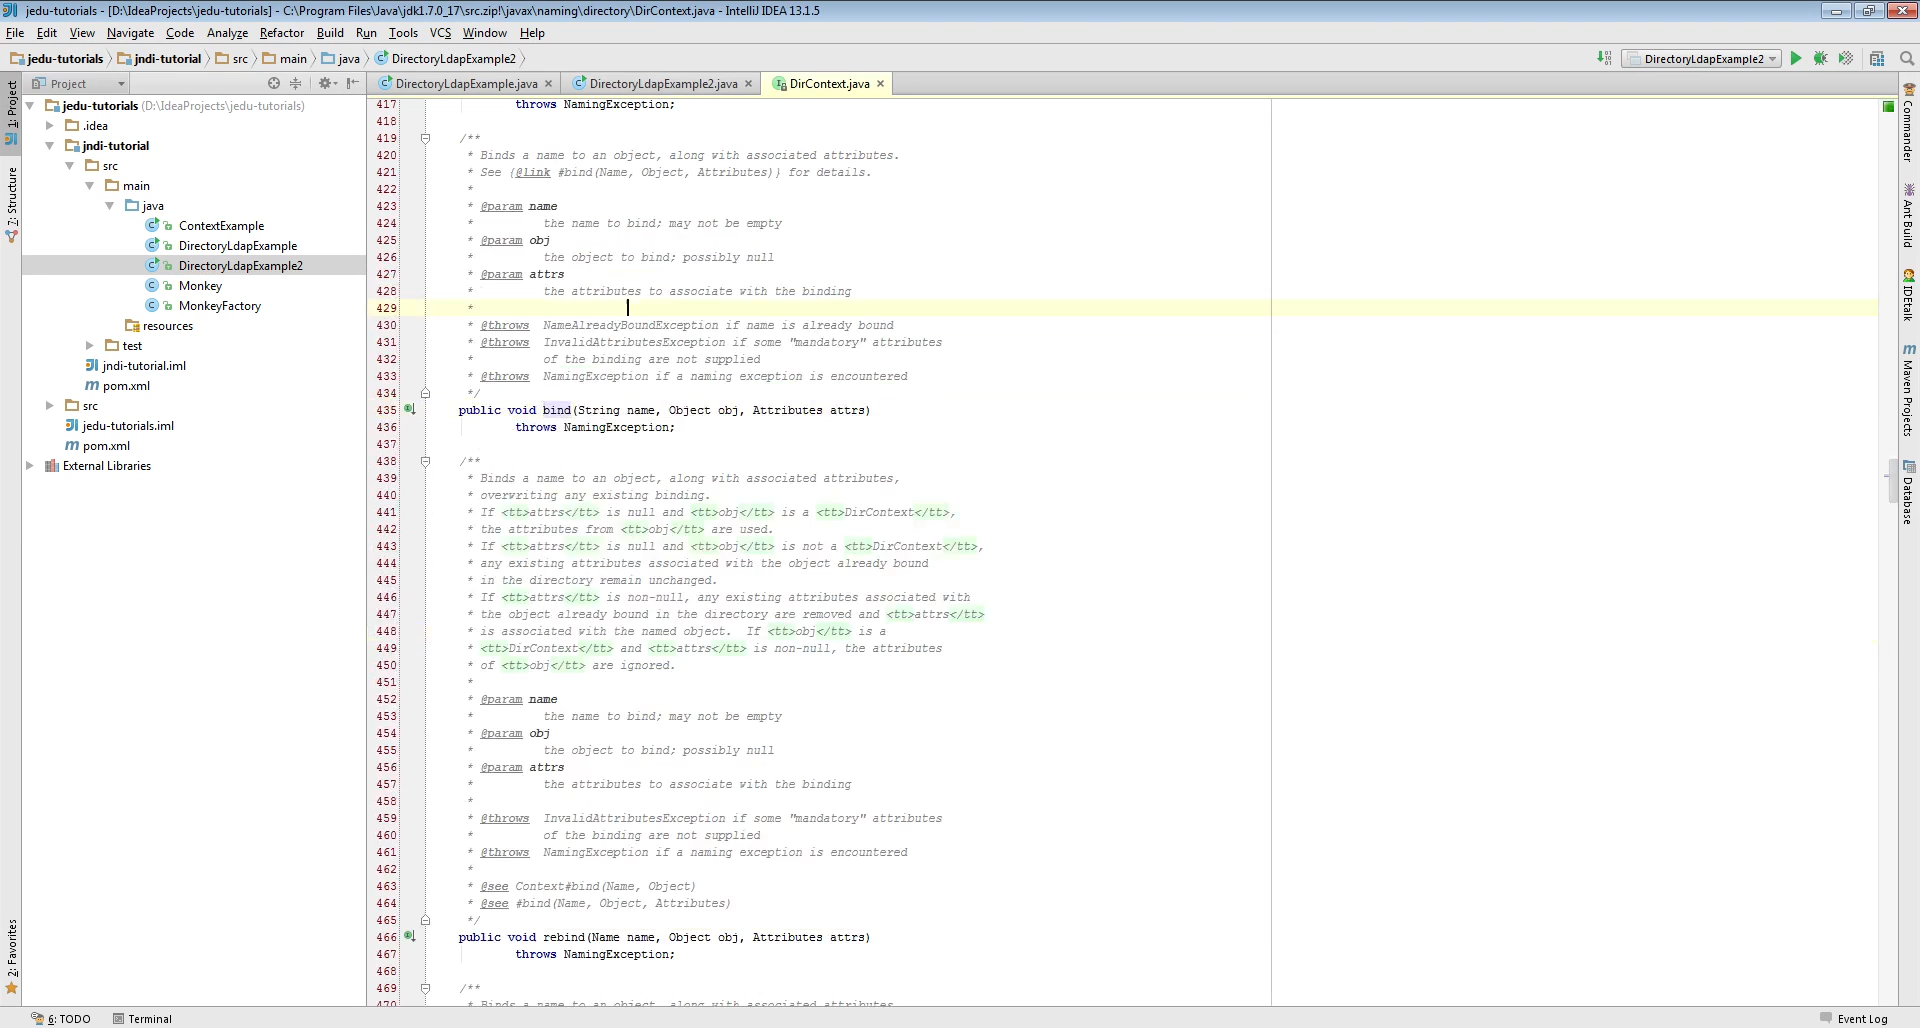 jedu-tutorials - [D:\IdeaProjects\jedu-tutorials] - C:\Program Files\Java\jdk1.7.0_17\src.zip!\javax\naming\directory\DirContext.java - IntelliJ IDEA 13.1.5
File Edit View Navigate Code Analyze Refactor Build Run Tools VCS Window Help
jedu-tutorials jndi-tutorial src main java DirectoryLdapExample2
DirectoryLdapExample2
Project
DirectoryLdapExample.java DirectoryLdapExample2.java DirContext.java
1: Project
7: Structure
2: Favorites
jedu-tutorials (D:\IdeaProjects\jedu-tutorials)
.idea
jndi-tutorial
src
main
java
ContextExample
DirectoryLdapExample
DirectoryLdapExample2
Monkey
MonkeyFactory
resources
test
jndi-tutorial.iml
pom.xml
src
jedu-tutorials.iml
pom.xml
External Libraries
417 throws NamingException;
418
419 /**
420 * Binds a name to an object, along with associated attributes.
421 * See {@link #bind(Name, Object, Attributes)} for details.
422 *
423 * @param name
424 * the name to bind; may not be empty
425 * @param obj
426 * the object to bind; possibly null
427 * @param attrs
428 * the attributes to associate with the binding
429 *
430 * @throws NameAlreadyBoundException if name is already bound
431 * @throws InvalidAttributesException if some "mandatory" attributes
432 * of the binding are not supplied
433 * @throws NamingException if a naming exception is encountered
434 */
435 public void bind(String name, Object obj, Attributes attrs)
436 throws NamingException;
437
438 /**
439 * Binds a name to an object, along with associated attributes,
440 * overwriting any existing binding.
441 * If <tt>attrs</tt> is null and <tt>obj</tt> is a <tt>DirContext</tt>,
442 * the attributes from <tt>obj</tt> are used.
443 * If <tt>attrs</tt> is null and <tt>obj</tt> is not a <tt>DirContext</tt>,
444 * any existing attributes associated with the object already bound
445 * in the directory remain unchanged.
446 * If <tt>attrs</tt> is non-null, any existing attributes associated with
447 * the object already bound in the directory are removed and <tt>attrs</tt>
448 * is associated with the named object.  If <tt>obj</tt> is a
449 * <tt>DirContext</tt> and <tt>attrs</tt> is non-null, the attributes
450 * of <tt>obj</tt> are ignored.
451 *
452 * @param name
453 * the name to bind; may not be empty
454 * @param obj
455 * the object to bind; possibly null
456 * @param attrs
457 * the attributes to associate with the binding
458 *
459 * @throws InvalidAttributesException if some "mandatory" attributes
460 * of the binding are not supplied
461 * @throws NamingException if a naming exception is encountered
462 *
463 * @see Context#bind(Name, Object)
464 * @see #bind(Name, Object, Attributes)
465 */
466 public void rebind(Name name, Object obj, Attributes attrs)
467 throws NamingException;
468
469 /**
470 * Binds a name to an object, along with associated attributes
Commander
Ant Build
IDEtalk
Maven Projects
Database
6: TODO Terminal Event Log